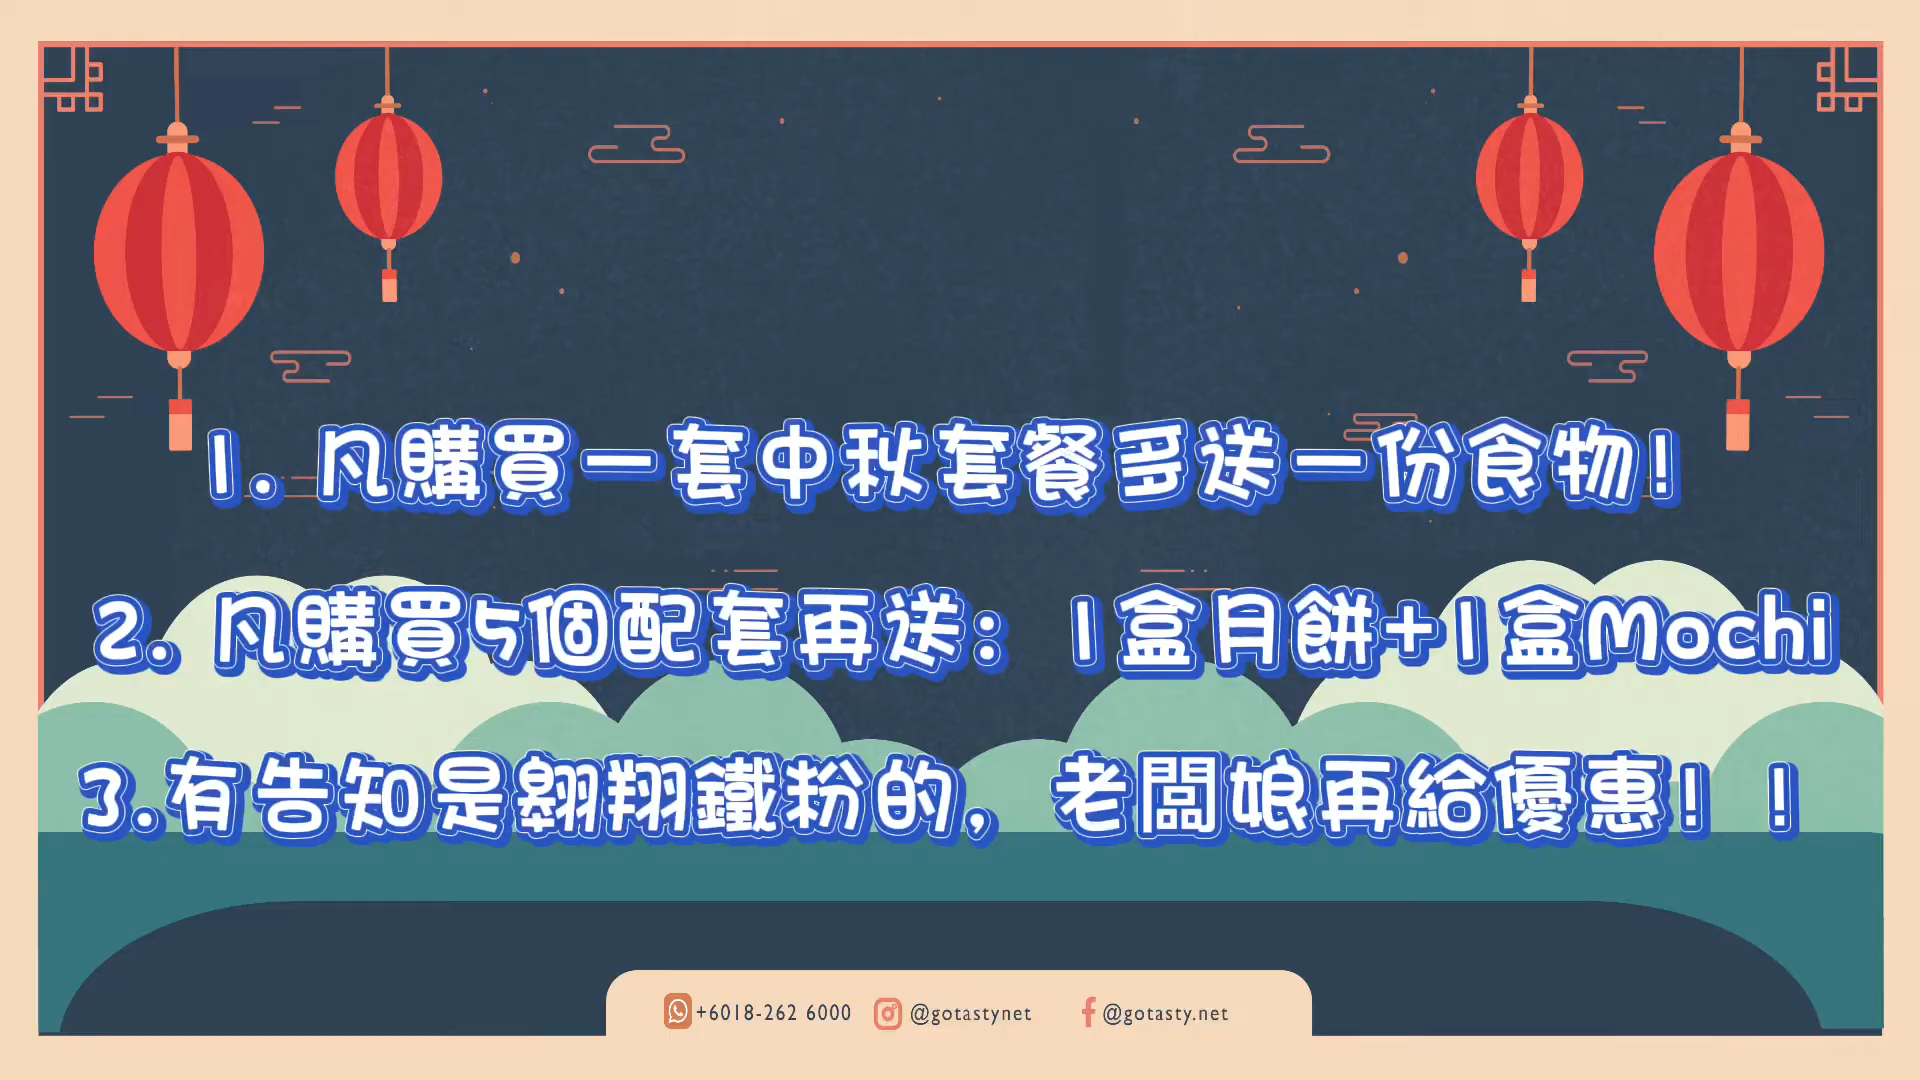 1. 凡購買一套中秋套餐多送一份食物！
2. 凡購買5個配套再送：1盒月餅+1盒Mochi
3.有告知是翱翔鐵粉的，老闆娘再給優惠！！
+6018-262 6000 @gotastynet @gotasty.net